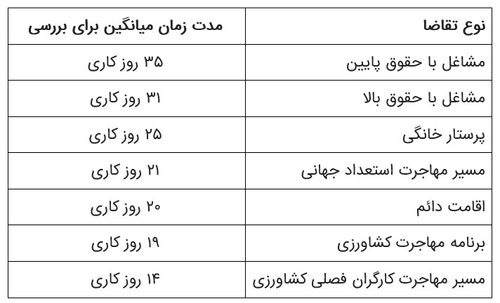 نوع تقاضا	مدت زمان میانگین برای بررسی
مشاغل با حقوق پایین	۳۵ روز کاری
مشاغل با حقوق بالا	۳۱ روز کاری
پرستار خانگی	۲۵ روز کاری
مسیر مهاجرت استعداد جهانی	۲۱ روز کاری
اقامت دائم	۲۰ روز کاری
برنامه مهاجرت کشاورزی	۱۹ روز کاری
مسیر مهاجرت کارگران فصلی کشاورزی	۱۴ روز کاری